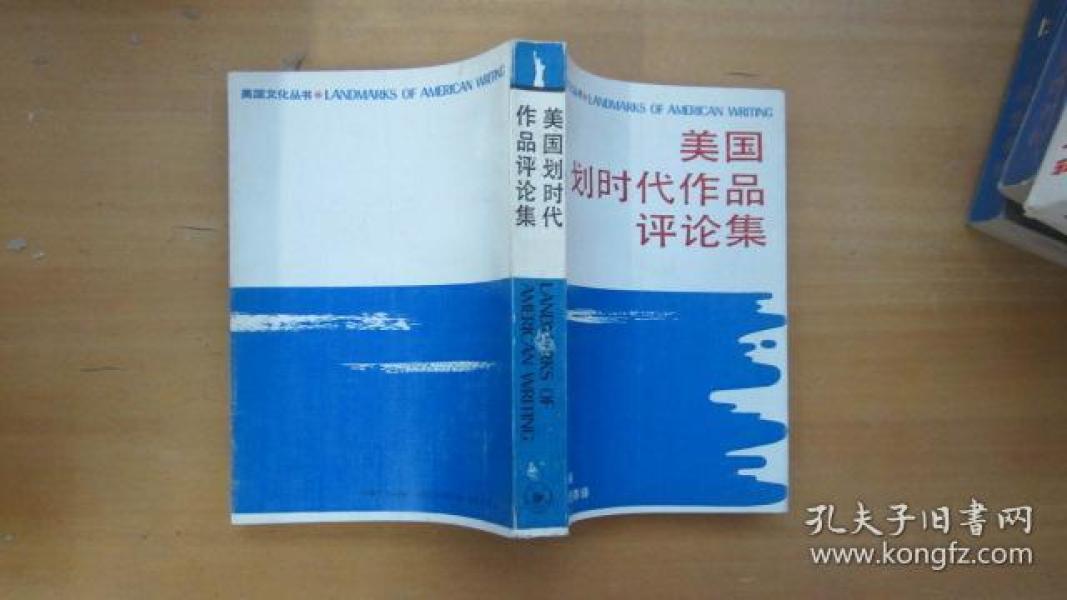 美国文化丛书 LANDMARKS OF AMERICAN WRITING
美国划时代
作品评论集
LANDMARKS OF
AMERICAN WRITING
LANDMARKS OF AMERICAN WRITING
美国
划时代作品
评论集
上
孔夫子旧書网
www.kongfz.com